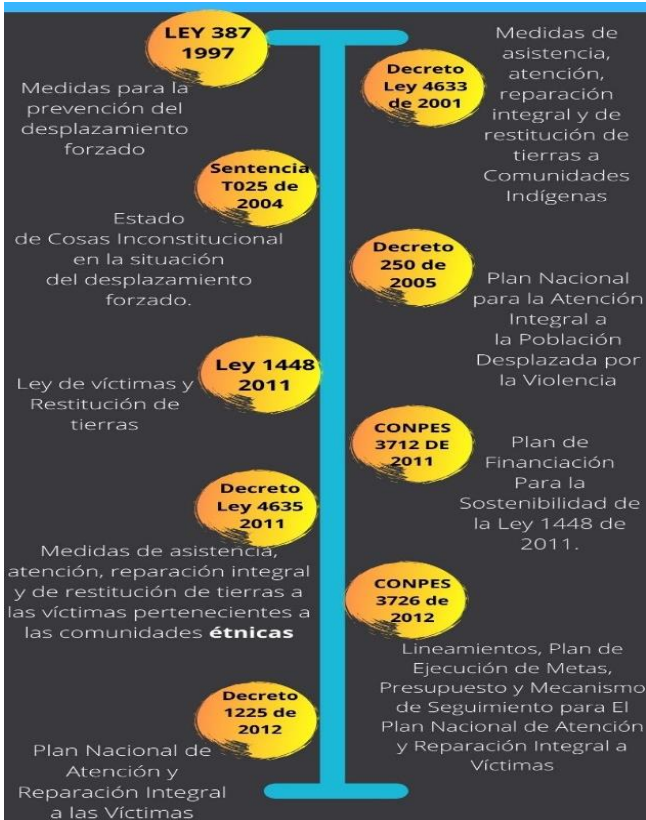 LEY 387
1997
Medidas para la
prevención del
desplazamiento
forzado
Decreto
Ley 4633
de 2001
Medidas de
asistencia,
atención,
reparación
integral y de
restitución de
tierras a
Comunidades
Indígenas
Sentencia
T025 de
2004
Estado
de Cosas Inconstitucional
en la situación
del desplazamiento
forzado.
Decreto
250 de
2005
Plan Nacional
para la Atención
Integral a
la Población
Desplazada por
la Violencia
Ley 1448
2011
Ley de víctimas y
Restitución de
tierras
CONPES
3712 DE
2011
Plan de
Financiación
Para la
Sostenibilidad de
la Ley 1448 de
2011.
Decreto
Ley 4635
2011
Medidas de asistencia,
atención, reparación integral
y de restitución de tierras a
las víctimas pertenecientes a
las comunidades étnicas
CONPES
3726 de
2012
Lineamientos, Plan de
Ejecución de Metas,
Presupuesto y Mecanismo
de Seguimiento para El
Plan Nacional de Atención
y Reparación Integral a
Víctimas
Decreto
1225 de
2012
Plan Nacional de
Atención y
Reparación Integral
a las Víctimas